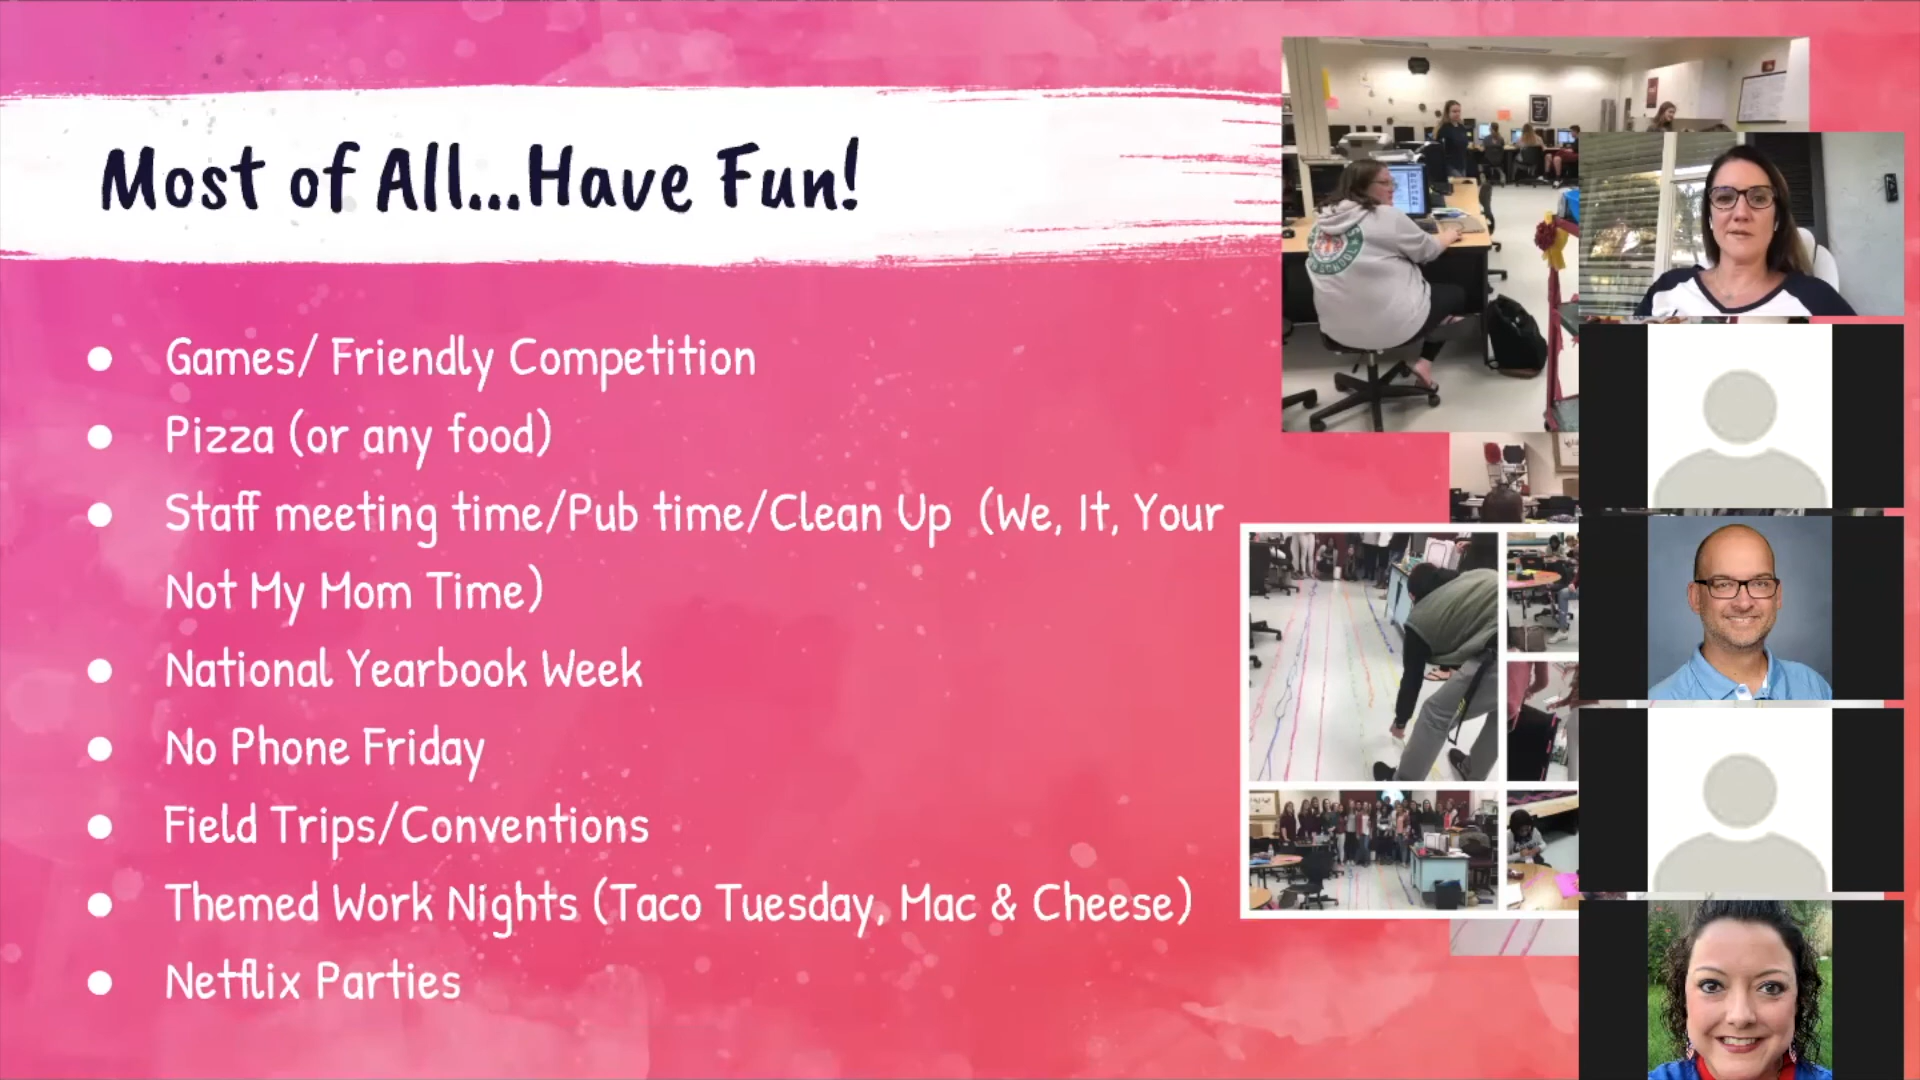 Most of All...Have Fun!
● Games/ Friendly Competition
● Pizza (or any food)
● Staff meeting time/Pub time/Clean Up (We, It, Your
Not My Mom Time)
● National Yearbook Week
● No Phone Friday
● Field Trips/Conventions
● Themed Work Nights (Taco Tuesday, Mac & Cheese)
● Netflix Parties